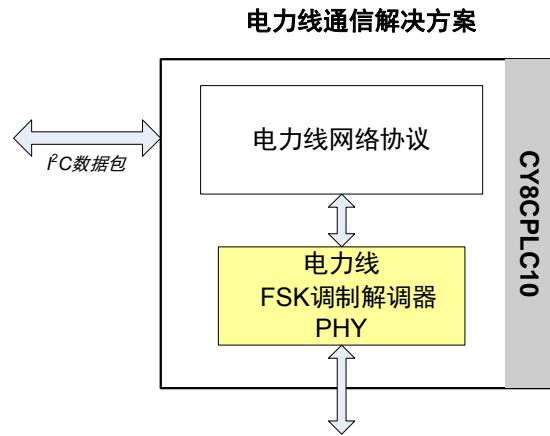 电力线通信解决方案
I²C数据包
电力线网络协议
电力线
FSK调制解调器
PHY
CY8CPLC10